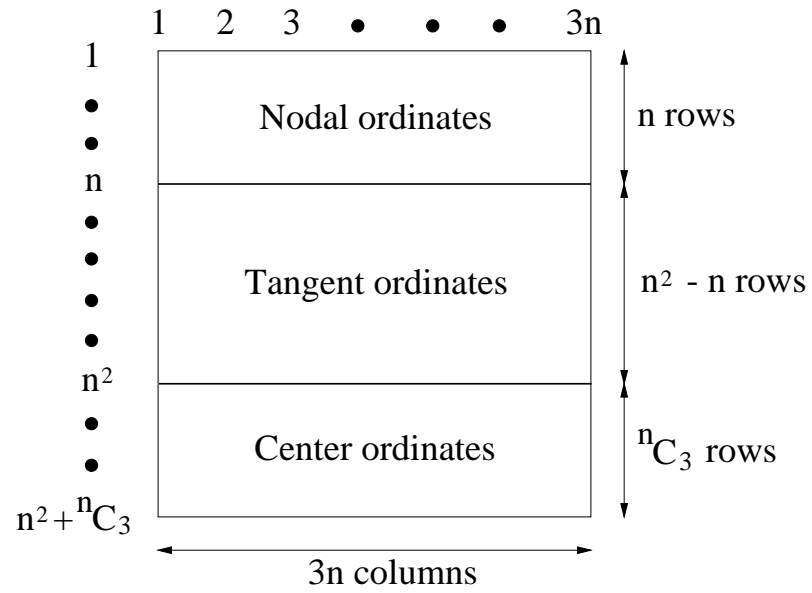 1 2 3 • • • 3n
1
•
•
n
•
•
•
•
n²
•
•
n² + ⁿC₃
Nodal ordinates
Tangent ordinates
Center ordinates
n rows
n² - n rows
ⁿC₃ rows
3n columns